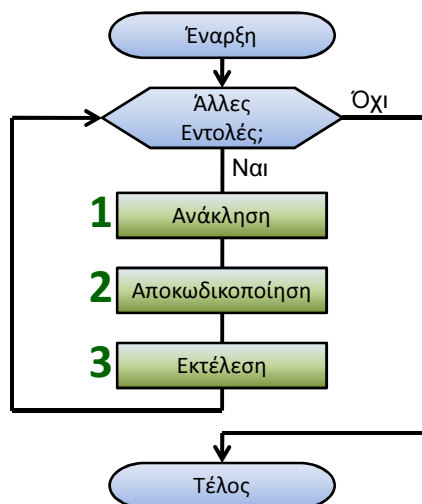 Έναρξη
Άλλες
Εντολές;
Όχι
Ναι
1 Ανάκληση
2 Αποκωδικοποίηση
3 Εκτέλεση
Τέλος